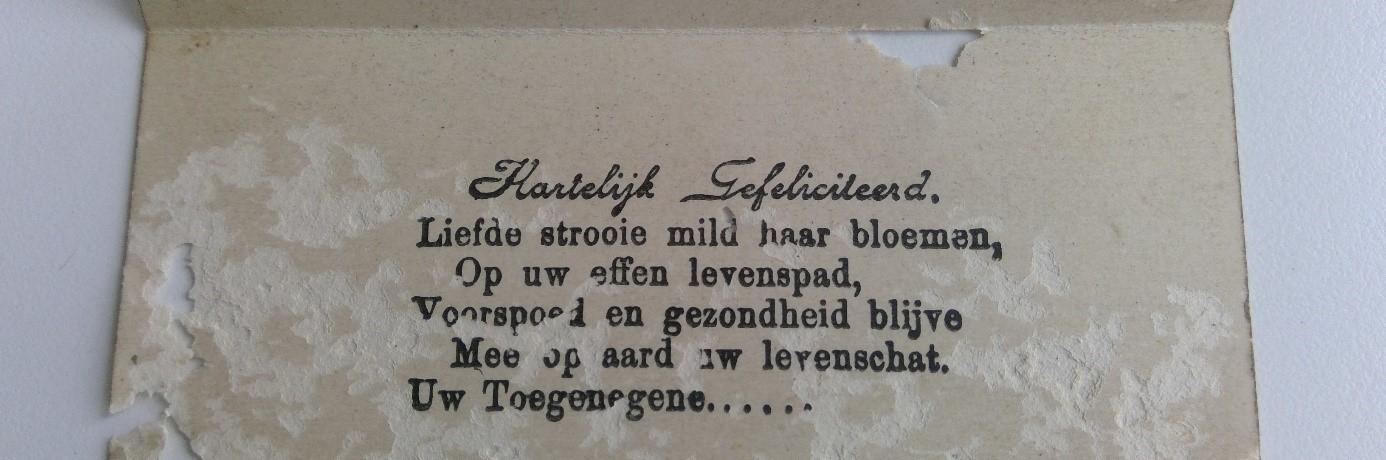 Hartelijk Gefeliciteerd.
Liefde strooie mild haar bloemen,
Op uw effen levenspad,
Voorspoed en gezondheid blijve
Mee op aard uw levenschat.
Uw Toegenegene......